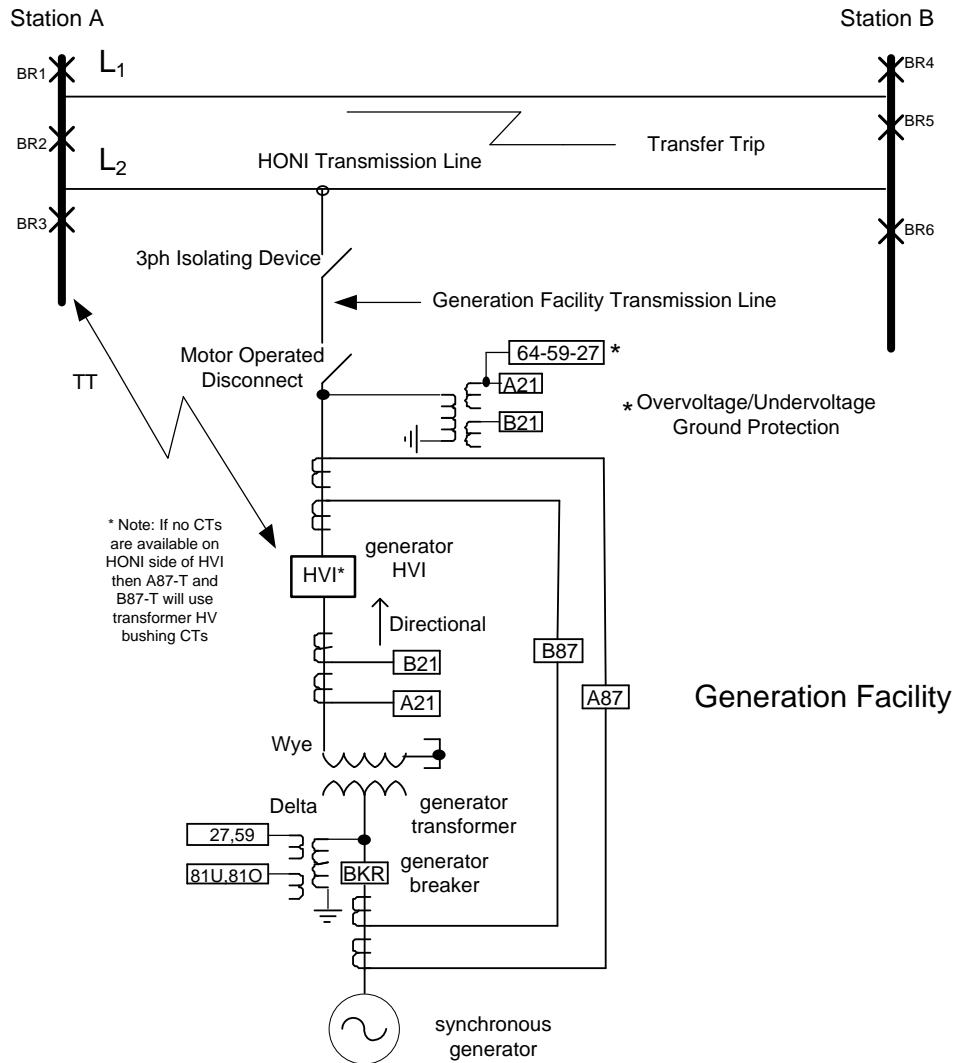 Station A
Station B
BR1
L1
BR4
BR5
BR2
Transfer Trip
L2
HONI Transmission Line
BR3
BR6
3ph Isolating Device
Generation Facility Transmission Line
Motor Operated
Disconnect
64-59-27 *
TT
A21
* Overvoltage/Undervoltage
Ground Protection
B21
* Note: If no CTs
are available on
HONI side of HVI
then A87-T and
B87-T will use
transformer HV
bushing CTs
generator
HVI
HVI*
Directional
B87
B21
A87
Generation Facility
A21
Wye
Delta
generator
transformer
27,59
81U,81O
BKR
generator
breaker
synchronous
generator